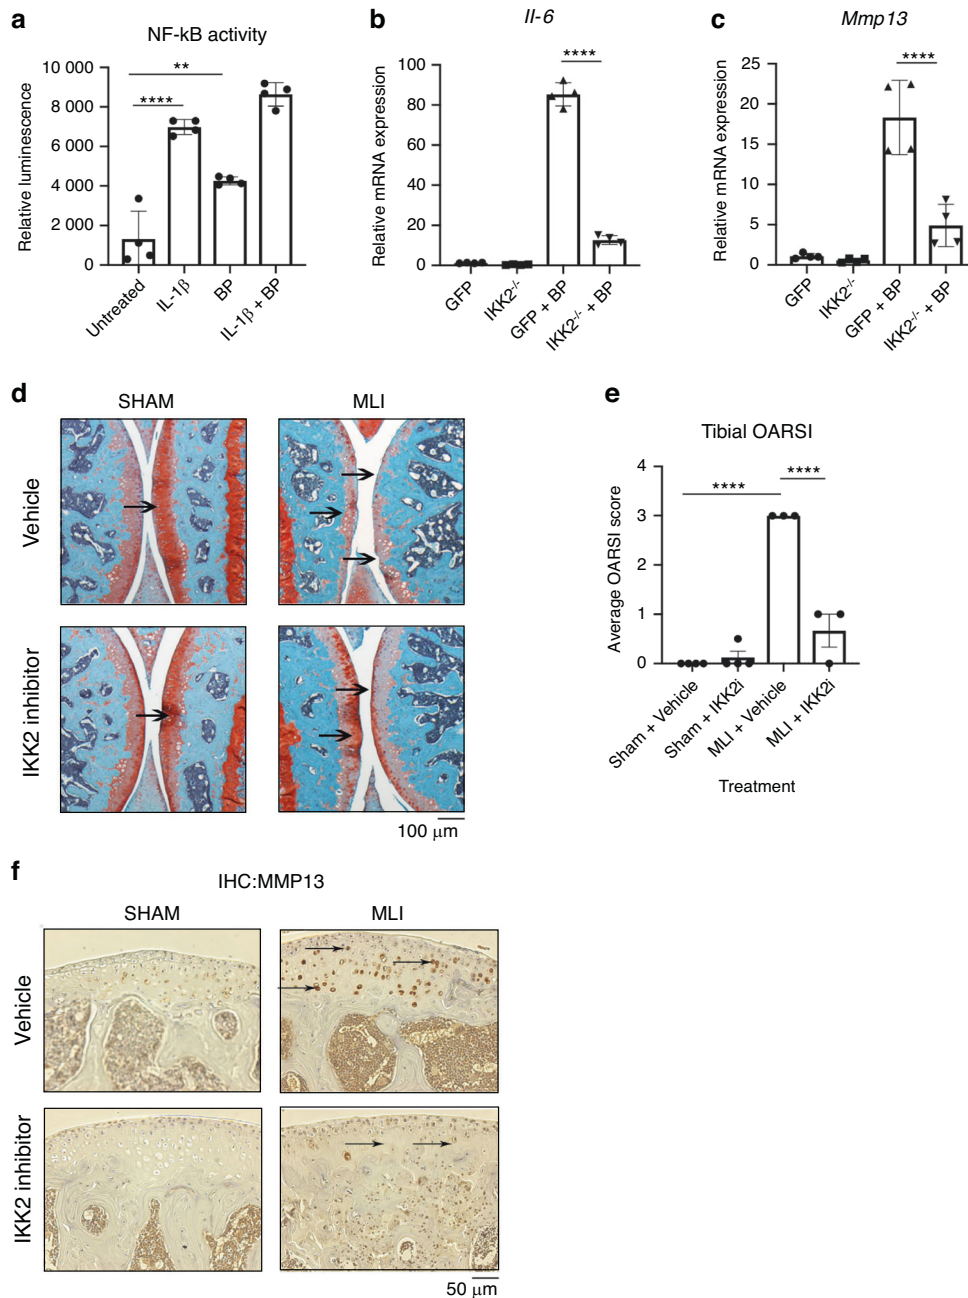 a
NF-kB activity
**
****
Relative luminescence
10 000
8 000
6 000
4 000
2 000
0
Untreated
IL-1β
BP
IL-1β + BP
b
Il-6
****
Relative mRNA expression
100
80
60
40
20
0
GFP
IKK2-/-
GFP + BP
IKK2-/- + BP
c
Mmp13
****
Relative mRNA expression
25
20
15
10
5
0
GFP
IKK2-/-
GFP + BP
IKK2-/- + BP
d
SHAM
MLI
Vehicle
IKK2 inhibitor
100 μm
e
Tibial OARSI
****
****
Average OARSI score
4
3
2
1
0
Sham + Vehicle
Sham + IKK2i
MLI + Vehicle
MLI + IKK2i
Treatment
f
IHC:MMP13
SHAM
MLI
Vehicle
IKK2 inhibitor
50 μm